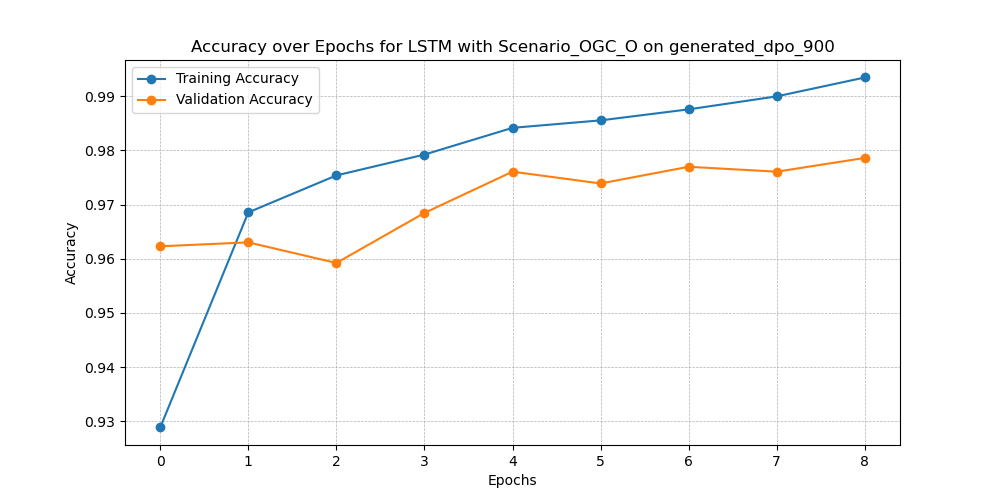 Accuracy over Epochs for LSTM with Scenario_OGC_O on generated_dpo_900
Training Accuracy
Validation Accuracy
0.99
0.98
0.97
0.96
0.95
0.94
0.93
Accuracy
0 1 2 3 4 5 6 7 8
Epochs